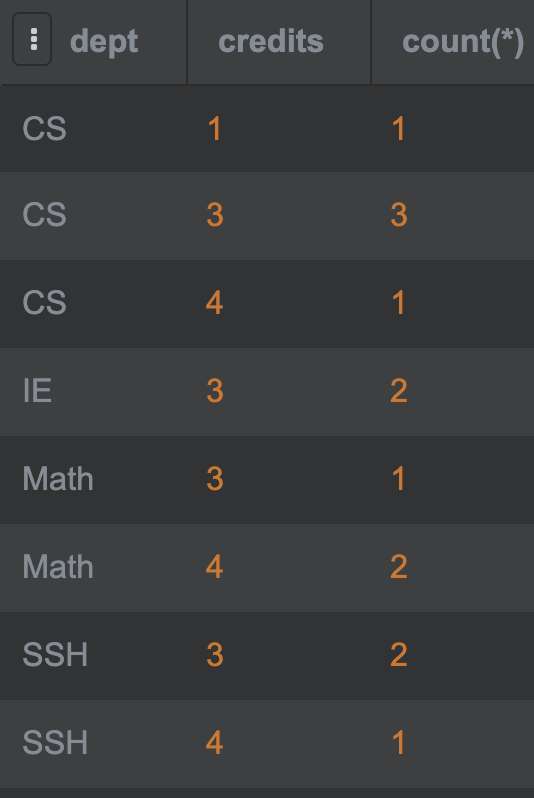 dept credits count(*)
CS 1 1
CS 3 3
CS 4 1
IE 3 2
Math 3 1
Math 4 2
SSH 3 2
SSH 4 1